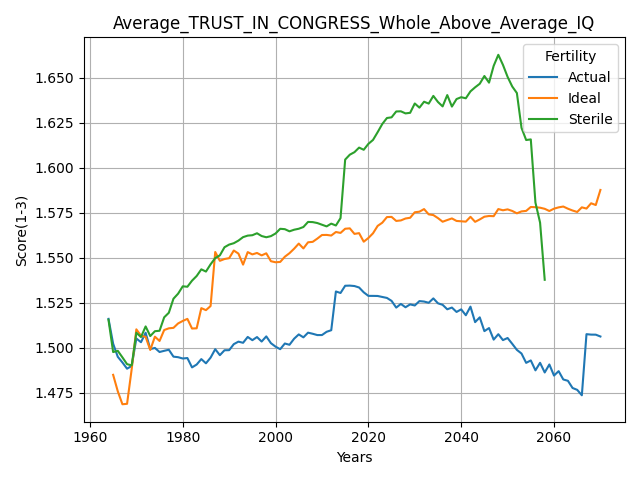 Average_TRUST_IN_CONGRESS_Whole_Above_Average_IQ
Fertility
Actual
Ideal
Sterile
Score(1-3)
1.650
1.625
1.600
1.575
1.550
1.525
1.500
1.475
1960
1980
2000
2020
2040
2060
Years